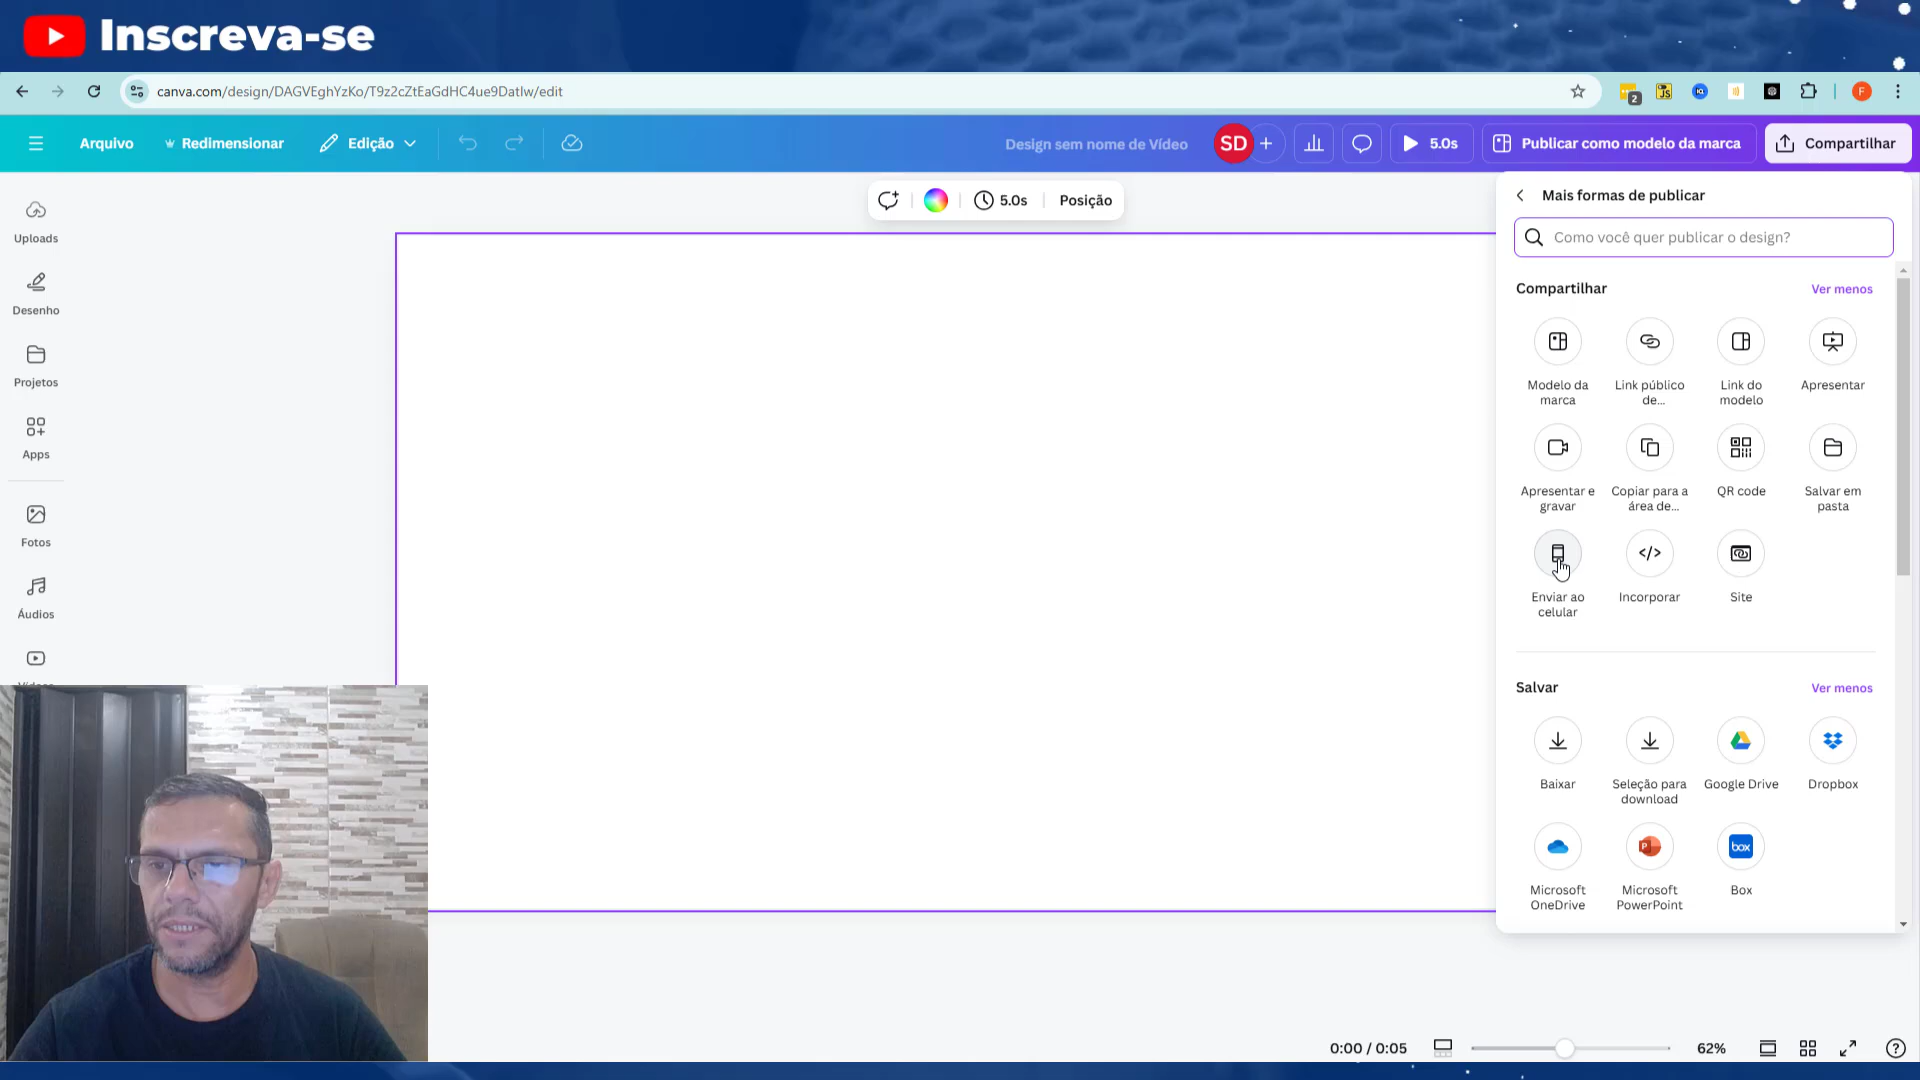 Inscreva-se
canva.com/design/DAGVEghYzKo/T9z2cZtEaGdHC4ue9DatIw/edit
2
JS
F
Arquivo
Redimensionar
Edição
Design sem nome de Vídeo
SD
5.0s
Publicar como modelo da marca
Compartilhar
5.0s
Posição
Uploads
Desenho
Projetos
Apps
Fotos
Áudios
Mais formas de publicar
Como você quer publicar o design?
Compartilhar
Ver menos
Modelo da
marca
Link público
de...
Link do
modelo
Apresentar
Apresentar e
gravar
Copiar para a
área de...
QR code
Salvar em
pasta
Enviar ao
celular
Incorporar
Site
Salvar
Ver menos
Baixar
Seleção para
download
Google Drive
Dropbox
Microsoft
OneDrive
Microsoft
PowerPoint
box
Box
0:00 / 0:05
62%